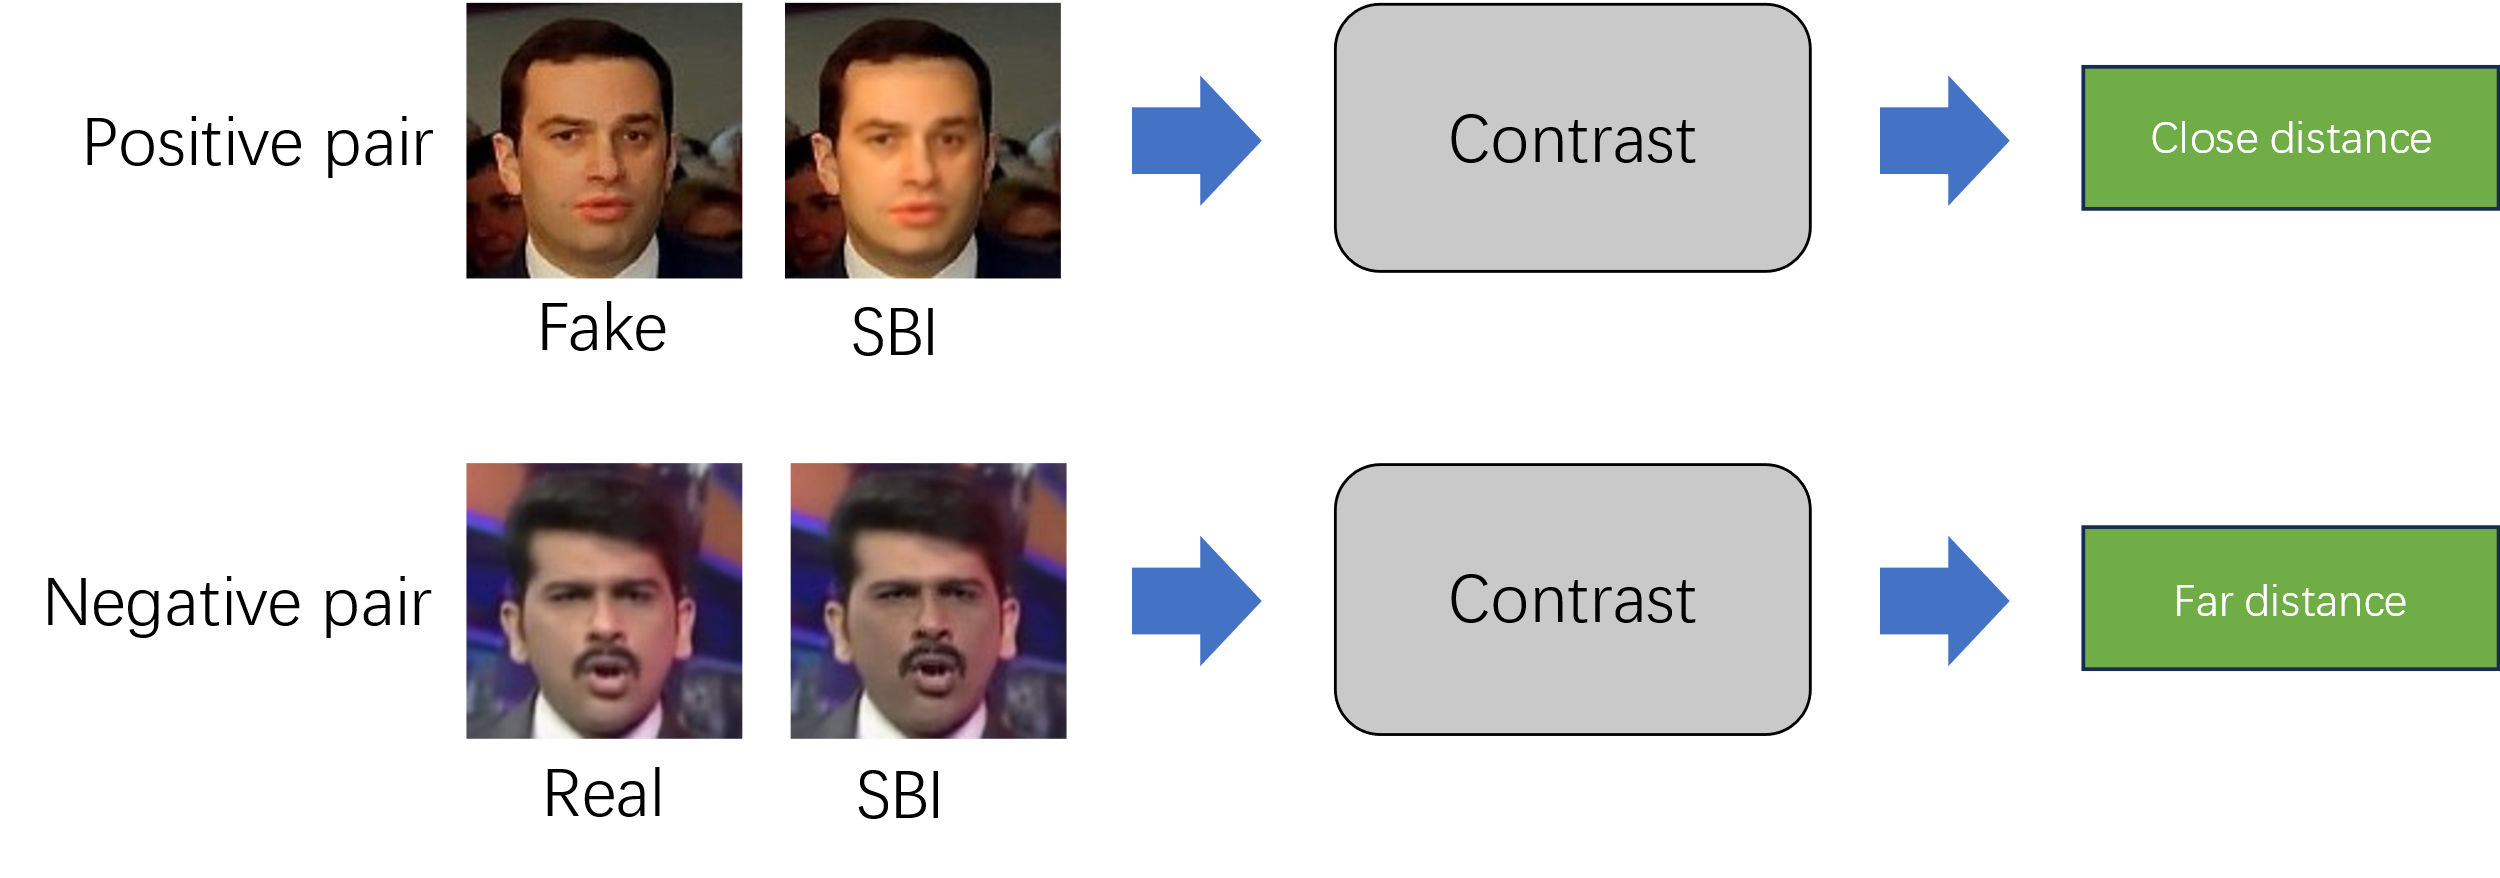 Positive pair
Fake
SBI
Contrast
Close distance
Negative pair
Real
SBI
Contrast
Far distance